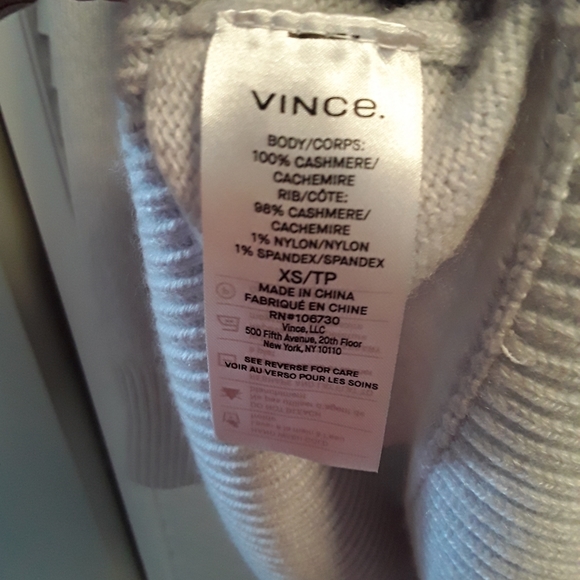 VINCe.
BODY/CORPS:
100% CASHMERE/
CACHEMIRE
RIB/CÔTE:
98% CASHMERE/
CACHEMIRE
1% NYLON/NYLON
1% SPANDEX/SPANDEX
XS/TP
MADE IN CHINA
FABRIQUÉ EN CHINE
RN#106730
Vince, LLC
500 Fifth Avenue, 20th Floor
New York, NY 10110
SEE REVERSE FOR CARE
VOIR AU VERSO POUR LES SOINS